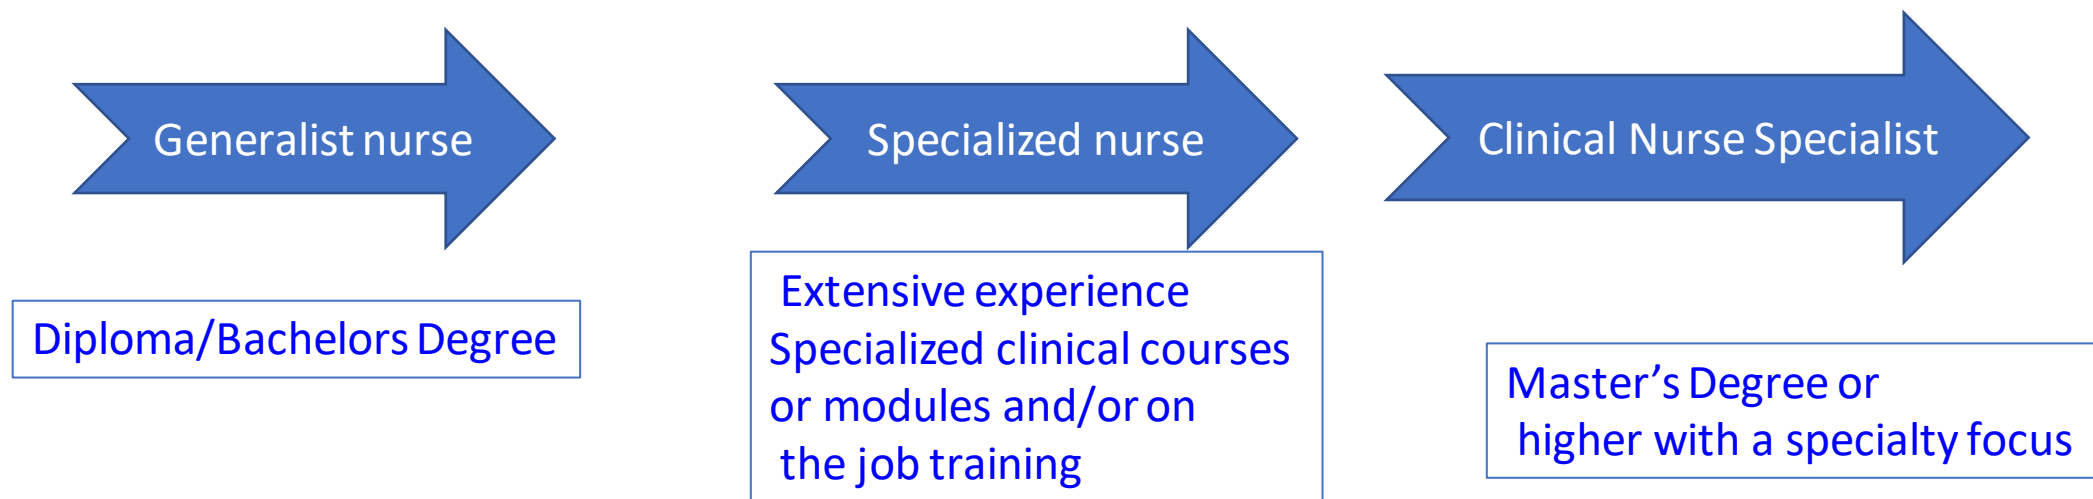 Generalist nurse
Specialized nurse
Clinical Nurse Specialist
Diploma/Bachelors Degree
Extensive experience
Specialized clinical courses
or modules and/or on
the job training
Master’s Degree or
higher with a specialty focus